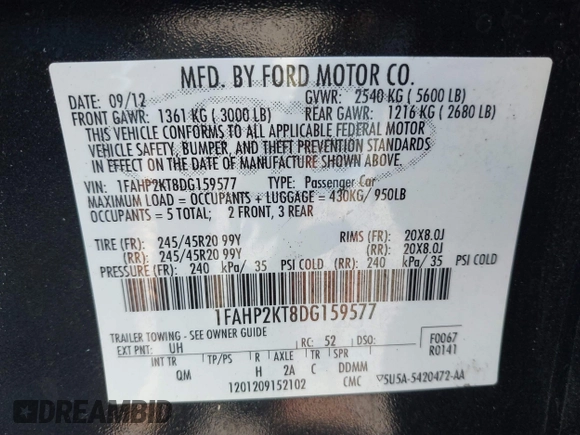 MFD. BY FORD MOTOR CO.
DATE: 09/12 GVWR: 2540 KG ( 5600 LB)
FRONT GAWR: 1361 KG ( 3000 LB) REAR GAWR: 1216 KG ( 2680 LB)
THIS VEHICLE CONFORMS TO ALL APPLICABLE FEDERAL MOTOR
VEHICLE SAFETY, BUMPER, AND THEFT PREVENTION STANDARDS
IN EFFECT ON THE DATE OF MANUFACTURE SHOWN ABOVE.
VIN: 1FAHP2KT8DG159577 TYPE: Passenger Car
MAXIMUM LOAD = OCCUPANTS + LUGGAGE = 430KG/ 950LB
OCCUPANTS = 5 TOTAL; 2 FRONT, 3 REAR
TIRE (FR): 245/45R20 99Y RIMS (FR): 20X8.0J
(RR): 245/45R20 99Y (RR): 20X8.0J
PRESSURE (FR): 240 kPa/ 35 PSI COLD (RR): 240 kPa/ 35 PSI COLD
1FAHP2KT8DG159577
TRAILER TOWING - SEE OWNER GUIDE
EXT PNT: UH RC: 52 DSO: F0067
R0141
INT TR TP/PS R AXLE TR SPR
QM H 2A C DDMM
1201209152102 CMC 5U5A-5420472-AA
DREAMBID